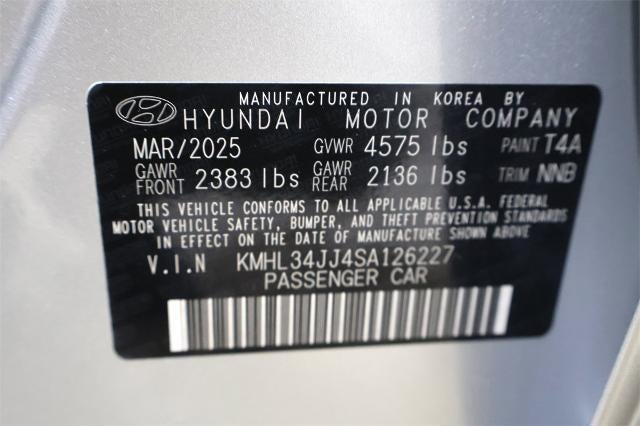 MANUFACTURED IN KOREA BY
HYUNDAI MOTOR COMPANY
MAR/2025 GVWR 4575 lbs PAINT T4A
GAWR FRONT 2383 lbs GAWR REAR 2136 lbs TRIM NNB
THIS VEHICLE CONFORMS TO ALL APPLICABLE U.S.A. FEDERAL
MOTOR VEHICLE SAFETY, BUMPER, AND THEFT PREVENTION STANDARDS
IN EFFECT ON THE DATE OF MANUFACTURE SHOWN ABOVE
V.I.N KMHL34JJ4SA126227
PASSENGER CAR